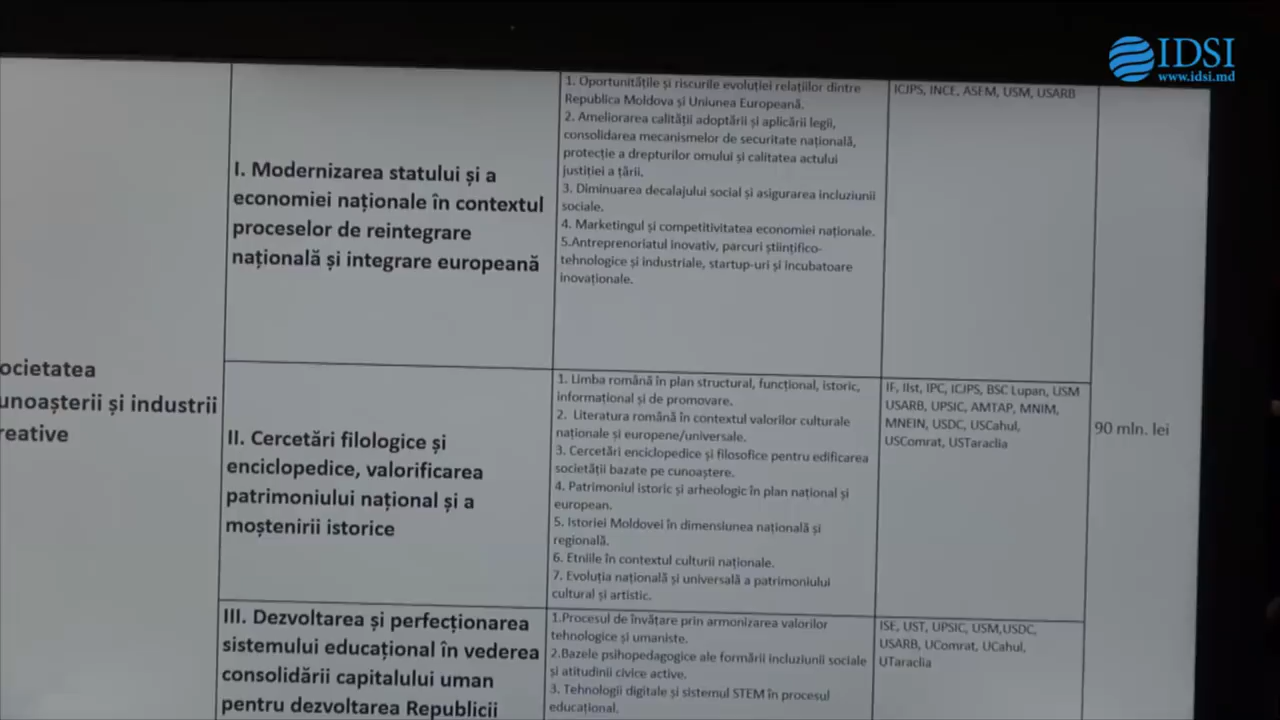 IDSI
www.idsi.md
ocietatea
unoașterii și industrii
reative
I. Modernizarea statului și a
economiei naționale în contextul
proceselor de reintegrare
națională și integrare europeană
1. Oportunitățile și riscurile evoluției relațiilor dintre
Republica Moldova și Uniunea Europeană.
2. Ameliorarea calității adoptării și aplicării legii,
consolidarea mecanismelor de securitate națională,
protecție a drepturilor omului și calitatea actului
justiției a țării.
3. Diminuarea decalajului social și asigurarea incluziunii
sociale.
4. Marketingul și competitivitatea economiei naționale.
5.Antreprenoriatul inovativ, parcuri științifico-
tehnologice și industriale, startup-uri și incubatoare
inovaționale.
ICJPS, INCE, ASEM, USM, USARB
II. Cercetări filologice și
enciclopedice, valorificarea
patrimoniului național și a
moștenirii istorice
1. Limba română în plan structural, funcțional, istoric,
informațional și de promovare.
2. Literatura română în contextul valorilor culturale
naționale și europene/universale.
3. Cercetări enciclopedice și filosofice pentru edificarea
societății bazate pe cunoaștere.
4. Patrimoniul istoric și arheologic în plan național și
european.
5. Istoriei Moldovei în dimensiunea națională și
regională.
6. Etniile în contextul culturii naționale.
7. Evoluția națională și universală a patrimoniului
cultural și artistic.
IF, IIst, IPC, ICJPS, BSC Lupan, USM
USARB, UPSIC, AMTAP, MNIM,
MNEIN, USDC, USCahul,
USComrat, USTaraclia
90 mln. lei
III. Dezvoltarea și perfecționarea
sistemului educațional în vederea
consolidării capitalului uman
pentru dezvoltarea Republicii
1.Procesul de învățare prin armonizarea valorilor
tehnologice și umaniste.
2.Bazele psihopedagogice ale formării incluziunii sociale
și atitudinii civice active.
3. Tehnologii digitale și sistemul STEM în procesul
educațional.
ISE, UST, UPSIC, USM,USDC,
USARB, UComrat, UCahul,
UTaraclia